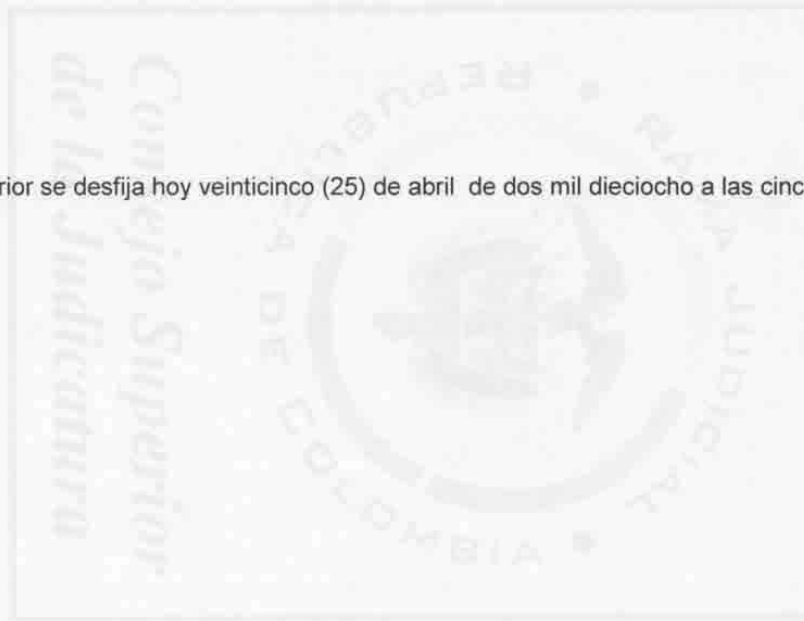 rior se desfija hoy veinticinco (25) de abril de dos mil dieciocho a las cinc
Consejo Superior
de la Judicatura
REPUBLICA DE COLOMBIA
RAMA JUDICIAL